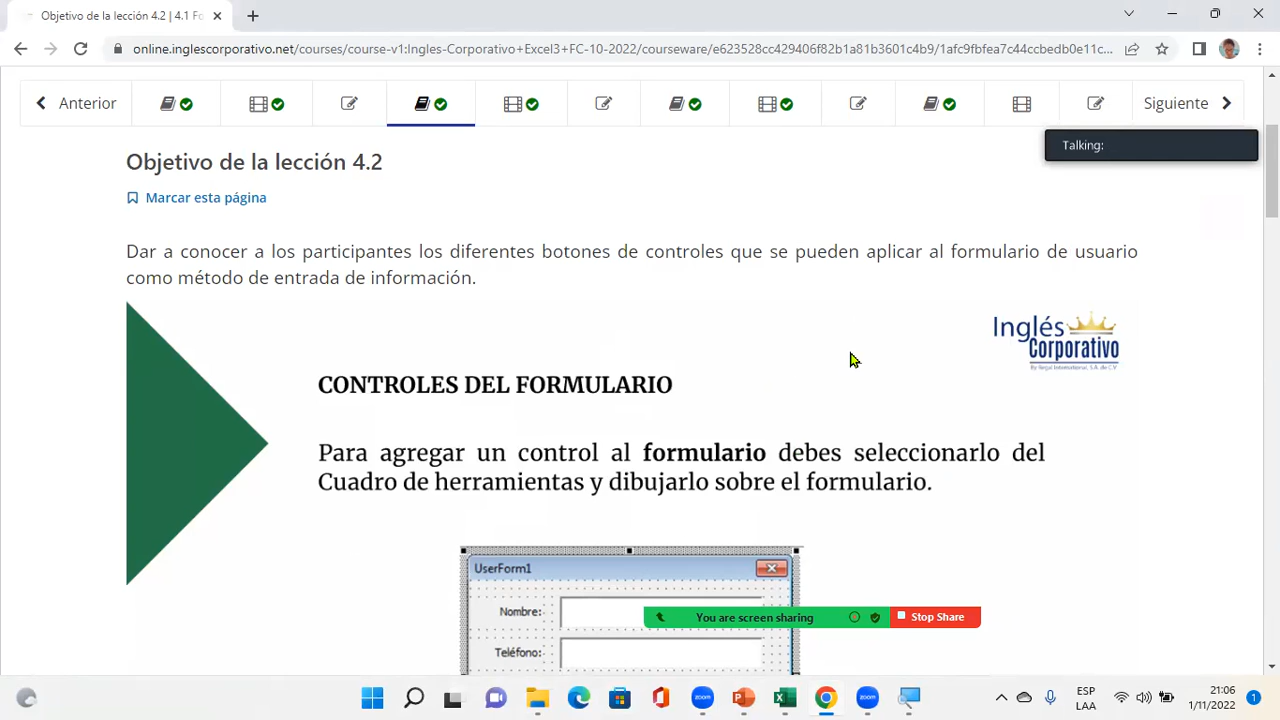 Objetivo de la lección 4.2 | 4.1 Fo
online.inglescorporativo.net/courses/course-v1:Ingles-Corporativo+Excel3+FC-10-2022/courseware/e623528cc429406f82b1a81b3601c4b9/1afc9fbfea7c44ccbedb0e11c...
Anterior
Siguiente
Talking:
Objetivo de la lección 4.2
Marcar esta página
Dar a conocer a los participantes los diferentes botones de controles que se pueden aplicar al formulario de usuario
como método de entrada de información.
Inglés
Corporativo
CONTROLES DEL FORMULARIO
Para agregar un control al formulario debes seleccionarlo del
Cuadro de herramientas y dibujarlo sobre el formulario.
UserForm1
Nombre:
You are screen sharing
Stop Share
Teléfono:
ESP
LAA
21:06
1/11/2022
1